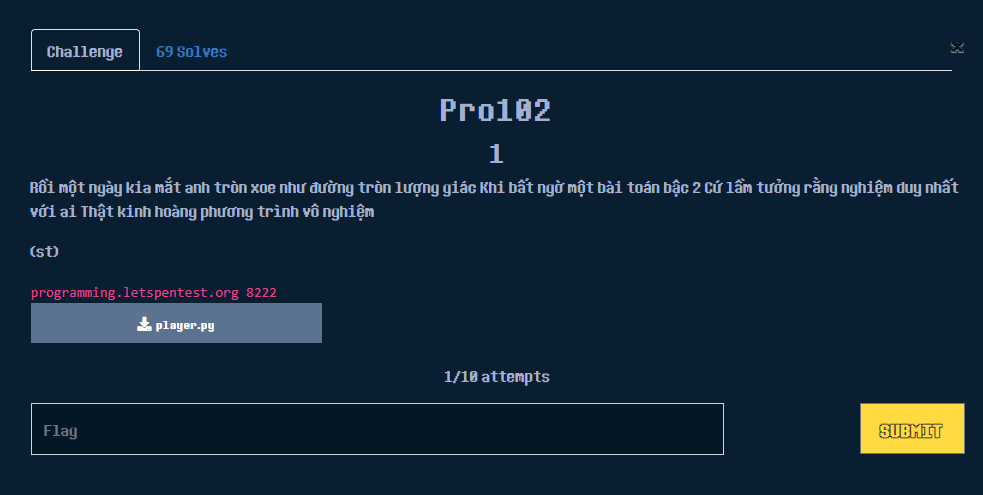 Challenge
69 Solves
Pro102
1
Rồi một ngày kia mắt anh tròn xoe như đường tròn lượng giác Khi bất ngờ một bài toán bậc 2 Cứ lầm tưởng rằng nghiệm duy nhất
với ai Thật kinh hoàng phương trình vô nghiệm
(st)
programming.letspentest.org 8222
player.py
1/10 attempts
Flag
SUBMIT